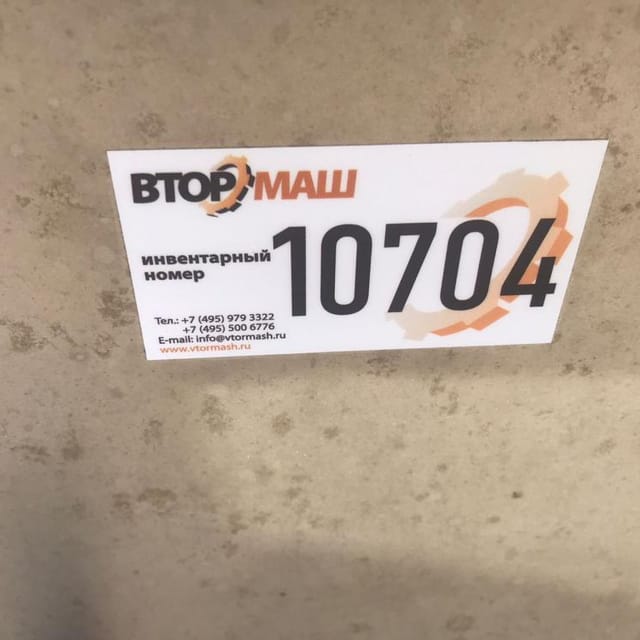 ВТОРМАШ
инвентарный
номер
10704
Тел.: +7 (495) 979 3322
+7 (495) 500 6776
E-mail: info@vtormash.ru
www.vtormash.ru